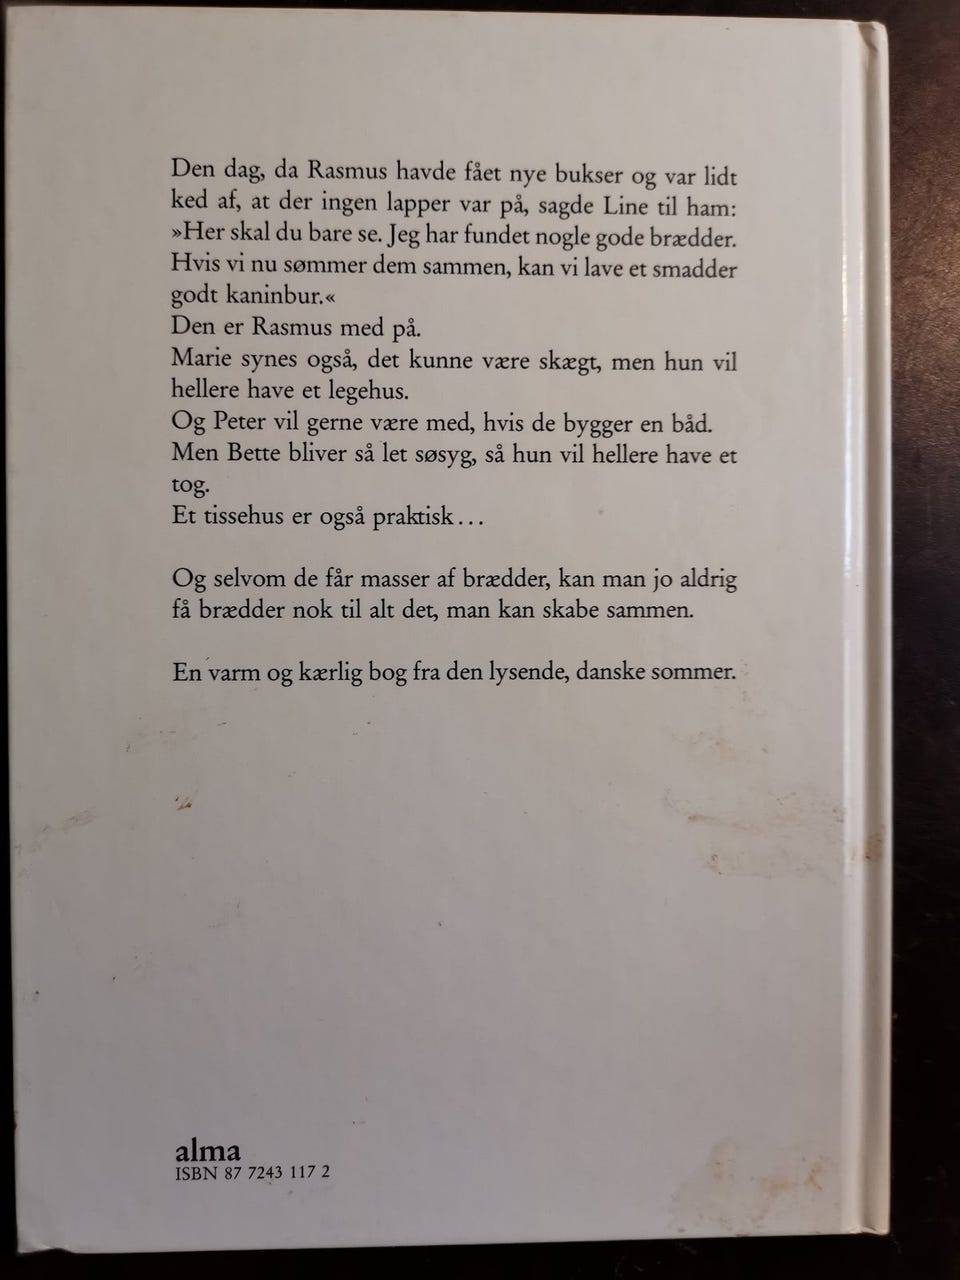 Den dag, da Rasmus havde fået nye bukser og var lidt
ked af, at der ingen lapper var på, sagde Line til ham:
»Her skal du bare se. Jeg har fundet nogle gode brædder.
Hvis vi nu sømmer dem sammen, kan vi lave et smadder
godt kaninbur.«
Den er Rasmus med på.
Marie synes også, det kunne være skægt, men hun vil
hellere have et legehus.
Og Peter vil gerne være med, hvis de bygger en båd.
Men Bette bliver så let søsyg, så hun vil hellere have et
tog.
Et tissehus er også praktisk...
Og selvom de får masser af brædder, kan man jo aldrig
få brædder nok til alt det, man kan skabe sammen.
En varm og kærlig bog fra den lysende, danske sommer.
alma
ISBN 87 7243 117 2